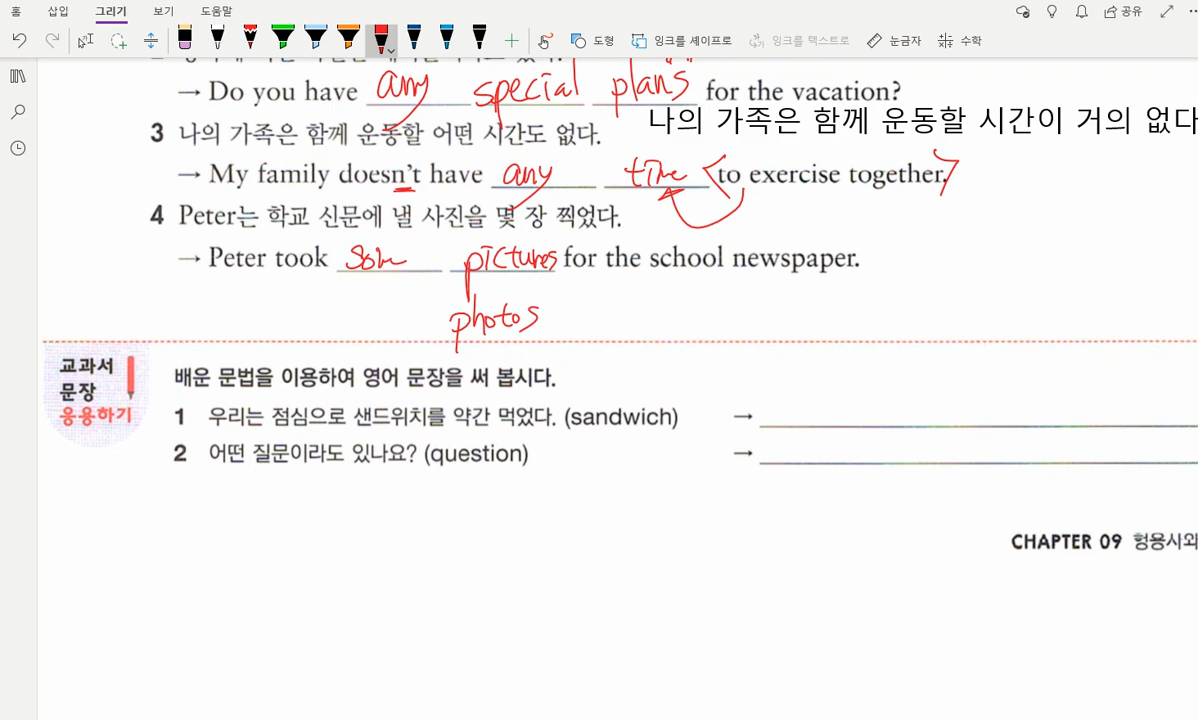 홈 삽입 그리기 보기 도움말 공유
도형 잉크를 셰이프로 잉크를 텍스트로 눈금자 수학
→ Do you have any special plans for the vacation?
나의 가족은 함께 운동할 시간이 거의 없다
3 나의 가족은 함께 운동할 어떤 시간도 없다.
→ My family doesn't have any time <to exercise together.>
4 Peter는 학교 신문에 낼 사진을 몇 장 찍었다.
→ Peter took some pictures for the school newspaper.
photos
교과서
문장
응용하기
배운 문법을 이용하여 영어 문장을 써 봅시다.
1 우리는 점심으로 샌드위치를 약간 먹었다. (sandwich) →
2 어떤 질문이라도 있나요? (question) →
CHAPTER 09 형용사와